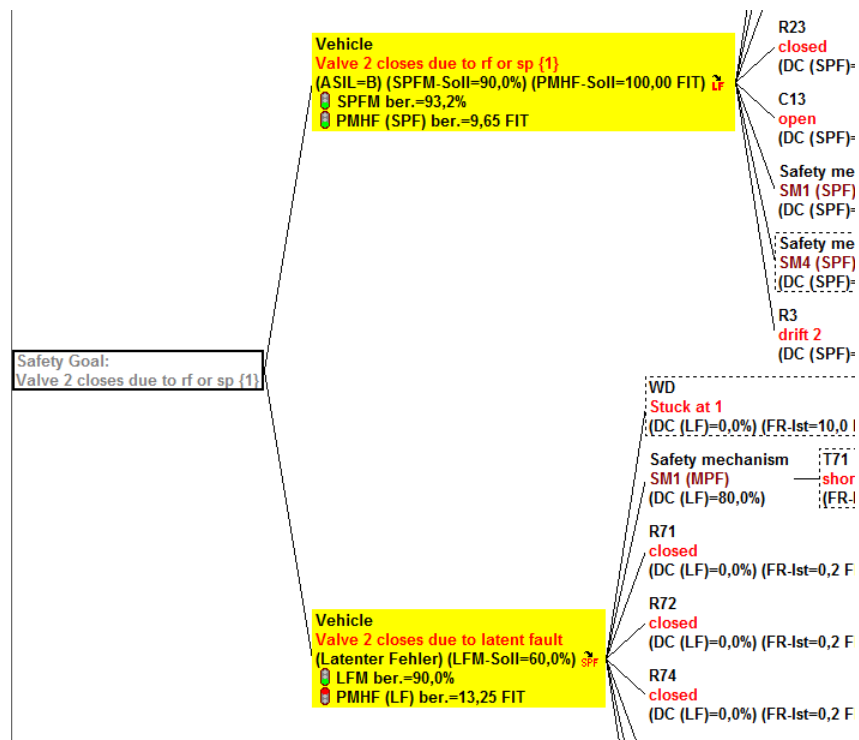 Vehicle
Valve 2 closes due to rf or sp {1}
(ASIL=B) (SPFM-Soll=90,0%) (PMHF-Soll=100,00 FIT) LF
SPFM ber.=93,2%
PMHF (SPF) ber.=9,65 FIT
R23
closed
(DC (SPF)=
C13
open
(DC (SPF)=
Safety me
SM1 (SPF)
(DC (SPF)=
Safety me
SM4 (SPF)
(DC (SPF)=
R3
drift 2
(DC (SPF)=
Safety Goal:
Valve 2 closes due to rf or sp {1}
WD
Stuck at 1
(DC (LF)=0,0%) (FR-Ist=10,0
Safety mechanism
SM1 (MPF)
(DC (LF)=80,0%)
T71
shor
(FR-
R71
closed
(DC (LF)=0,0%) (FR-Ist=0,2 F
R72
closed
(DC (LF)=0,0%) (FR-Ist=0,2 F
R74
closed
(DC (LF)=0,0%) (FR-Ist=0,2 F
Vehicle
Valve 2 closes due to latent fault
(Latenter Fehler) (LFM-Soll=60,0%) SPF
LFM ber.=90,0%
PMHF (LF) ber.=13,25 FIT